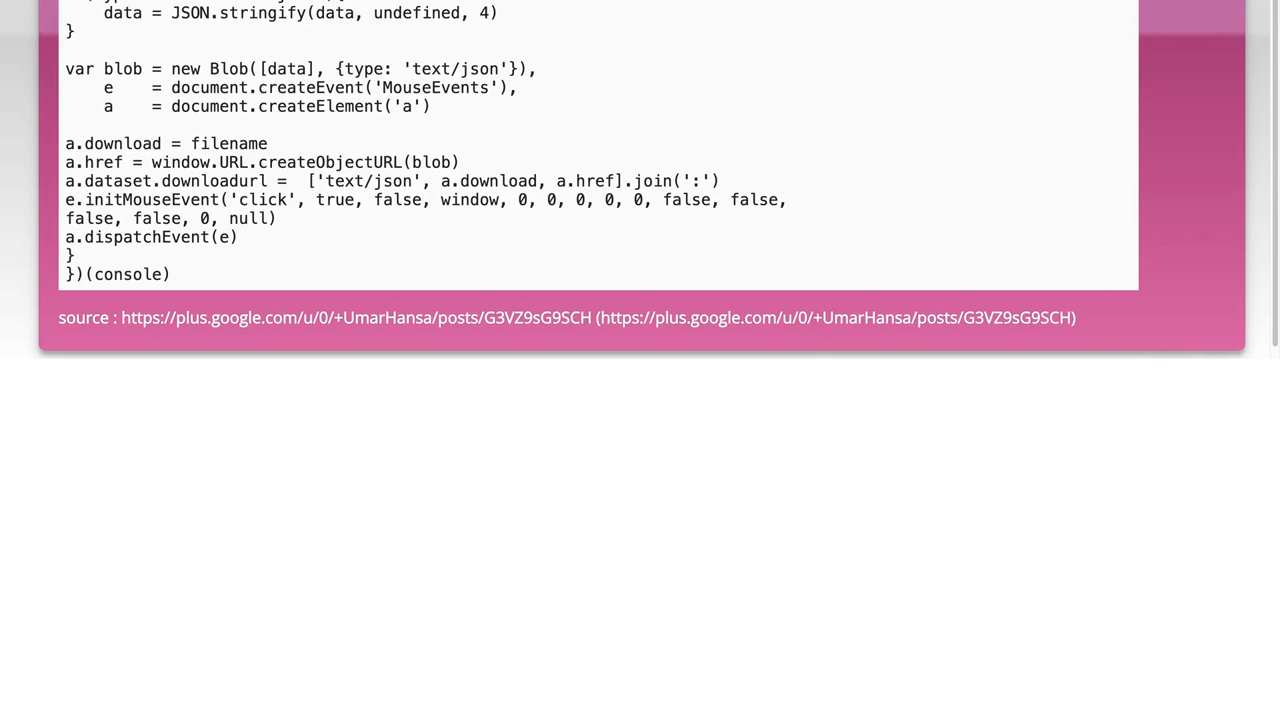 data = JSON.stringify(data, undefined, 4)
}
var blob = new Blob([data], {type: 'text/json'}),
e    = document.createEvent('MouseEvents'),
a    = document.createElement('a')
a.download = filename
a.href = window.URL.createObjectURL(blob)
a.dataset.downloadurl =  ['text/json', a.download, a.href].join(':')
e.initMouseEvent('click', true, false, window, 0, 0, 0, 0, 0, false, false,
false, false, 0, null)
a.dispatchEvent(e)
}
})(console)
source : https://plus.google.com/u/0/+UmarHansa/posts/G3VZ9sG9SCH (https://plus.google.com/u/0/+UmarHansa/posts/G3VZ9sG9SCH)